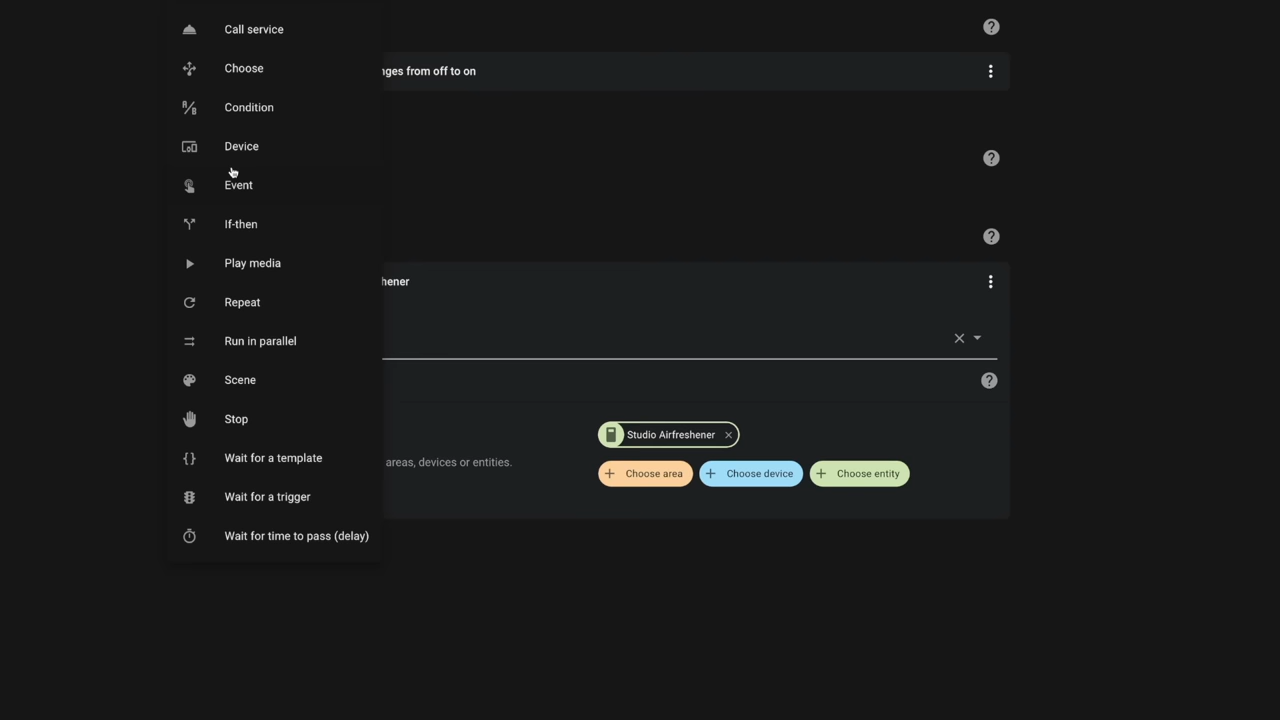 Call service
Choose
nges from off to on
Condition
Device
Event
If-then
Play media
hener
Repeat
Run in parallel
Scene
Stop
Studio Airfreshener
areas, devices or entities.
Choose area
Choose device
Choose entity
Wait for a template
Wait for a trigger
Wait for time to pass (delay)